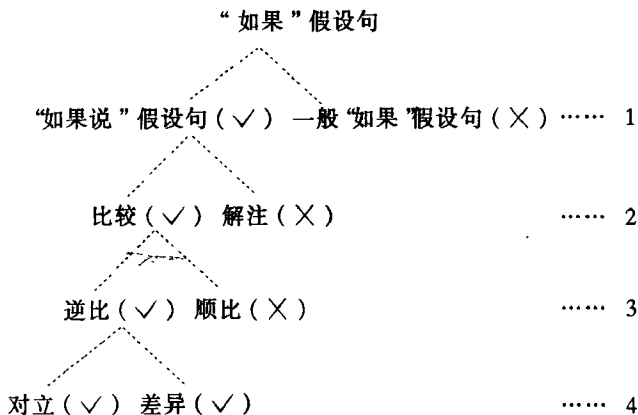 “如果”假设句
“如果说”假设句(✓) 一般“如果”假设句(✕) …… 1
比较(✓) 解注(✕) …… 2
逆比(✓) 顺比(✕) …… 3
对立(✓) 差异(✓) …… 4